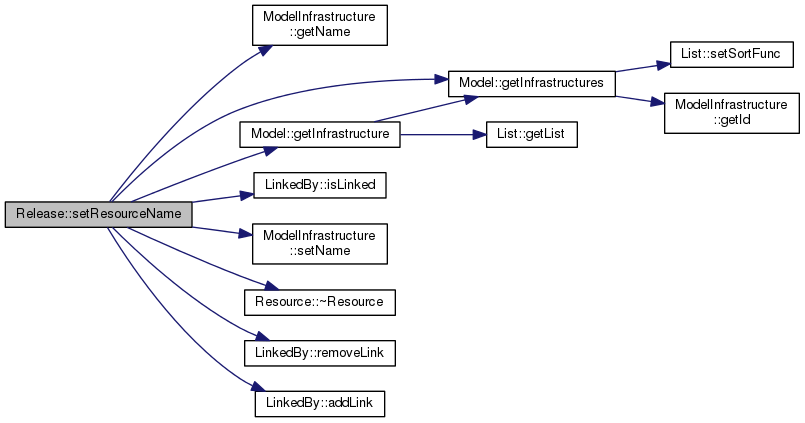 ModelInfrastructure
::getName
List::setSortFunc
Model::getInfrastructures
ModelInfrastructure
::getId
Model::getInfrastructure
List::getList
LinkedBy::isLinked
Release::setResourceName
ModelInfrastructure
::setName
Resource::~Resource
LinkedBy::removeLink
LinkedBy::addLink